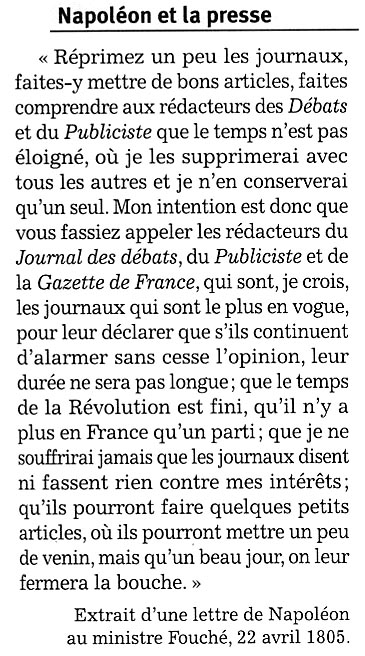 Napoléon et la presse
« Réprimez un peu les journaux,
faites-y mettre de bons articles, faites
comprendre aux rédacteurs des Débats
et du Publiciste que le temps n'est pas
éloigné, où je les supprimerai avec
tous les autres et je n'en conserverai
qu'un seul. Mon intention est donc que
vous fassiez appeler les rédacteurs du
Journal des débats, du Publiciste et de
la Gazette de France, qui sont, je crois,
les journaux qui sont le plus en vogue,
pour leur déclarer que s'ils continuent
d'alarmer sans cesse l'opinion, leur
durée ne sera pas longue ; que le temps
de la Révolution est fini, qu'il n'y a
plus en France qu'un parti ; que je ne
souffrirai jamais que les journaux disent
ni fassent rien contre mes intérêts ;
qu'ils pourront faire quelques petits
articles, où ils pourront mettre un peu
de venin, mais qu'un beau jour, on leur
fermera la bouche. »
Extrait d'une lettre de Napoléon
au ministre Fouché, 22 avril 1805.